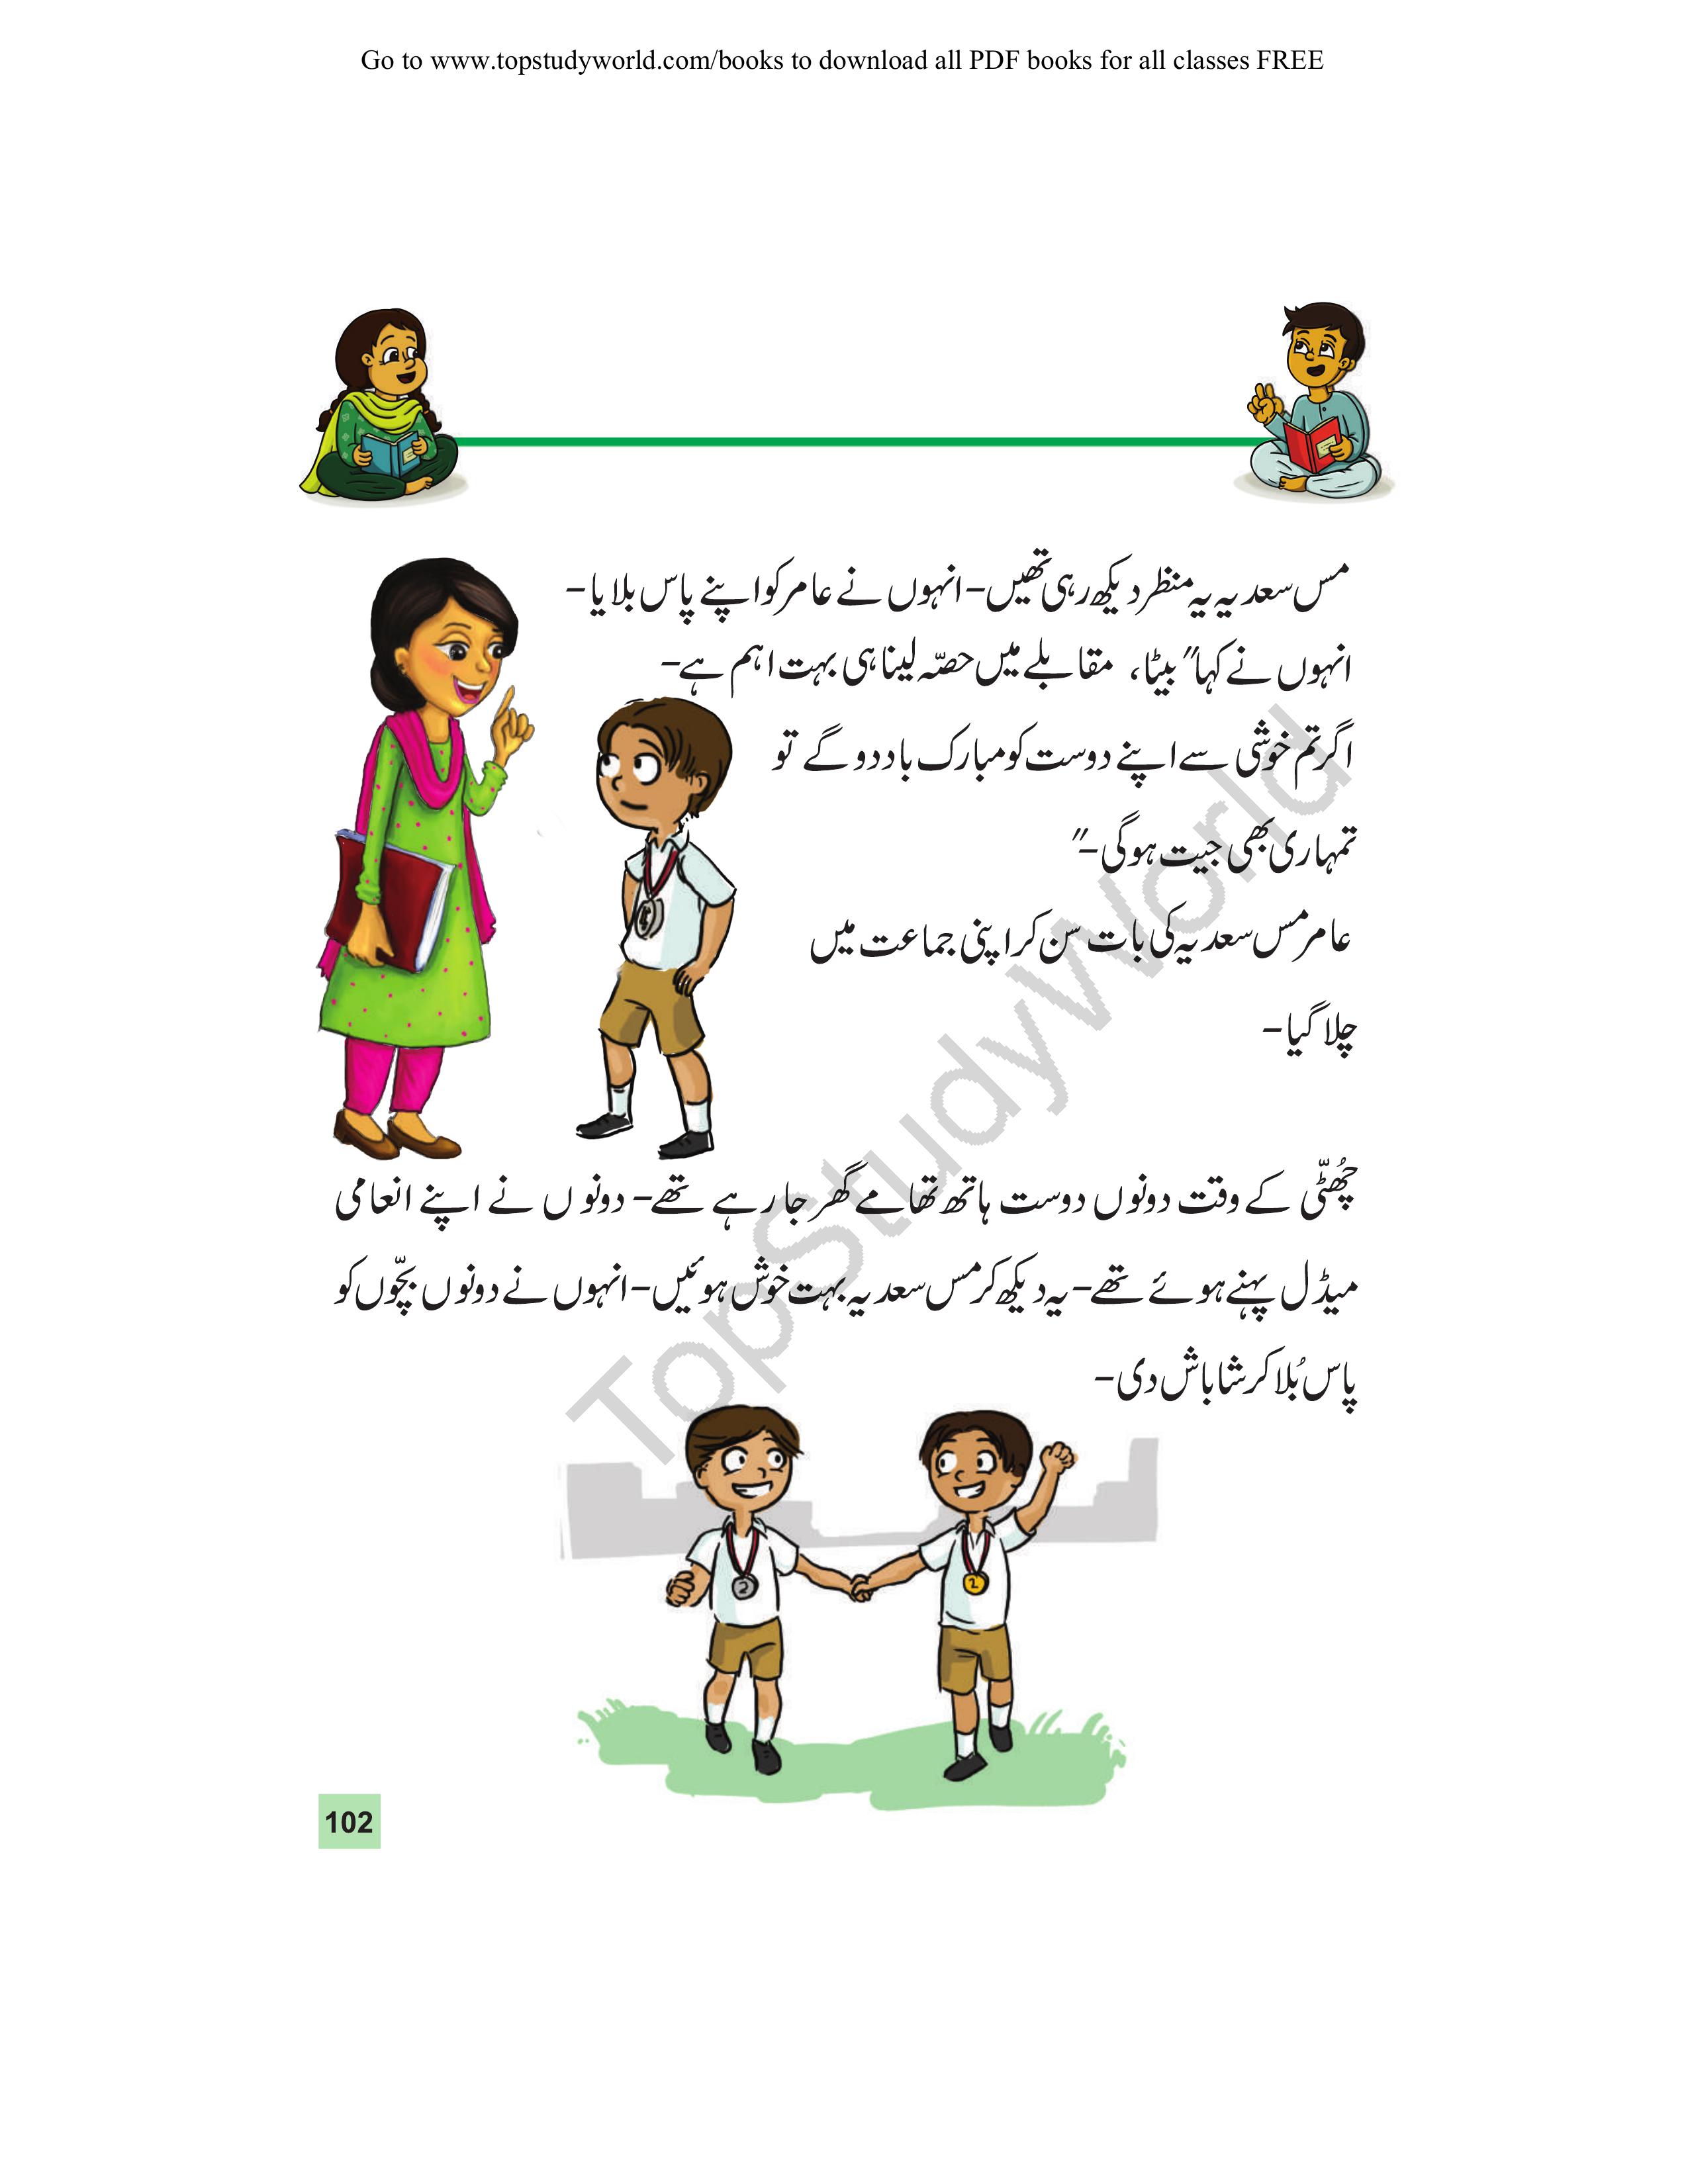 Go to www.topstudyworld.com/books to download all PDF books for all classes FREE
مس سعدیہ یہ منظر دیکھ رہی تھیں- انہوں نے عامر کو اپنے پاس بلایا-
انہوں نے کہا "بیٹا، مقابلے میں حصّہ لینا ہی بہت اہم ہے-
اگر تم خوشی سے اپنے دوست کو مبارک باد دو گے تو
تمہاری بھی جیت ہوگی-"
عامر مس سعدیہ کی بات سن کر اپنی جماعت میں
چلا گیا-
چُھٹّی کے وقت دونوں دوست ہاتھ تھامے گھر جا رہے تھے- دونوں نے اپنے انعامی
میڈل پہنے ہوئے تھے- یہ دیکھ کر مس سعدیہ بہت خوش ہوئیں- انہوں نے دونوں بچّوں کو
پاس بُلا کر شاباش دی-
TopStudyWorld
2
2
102